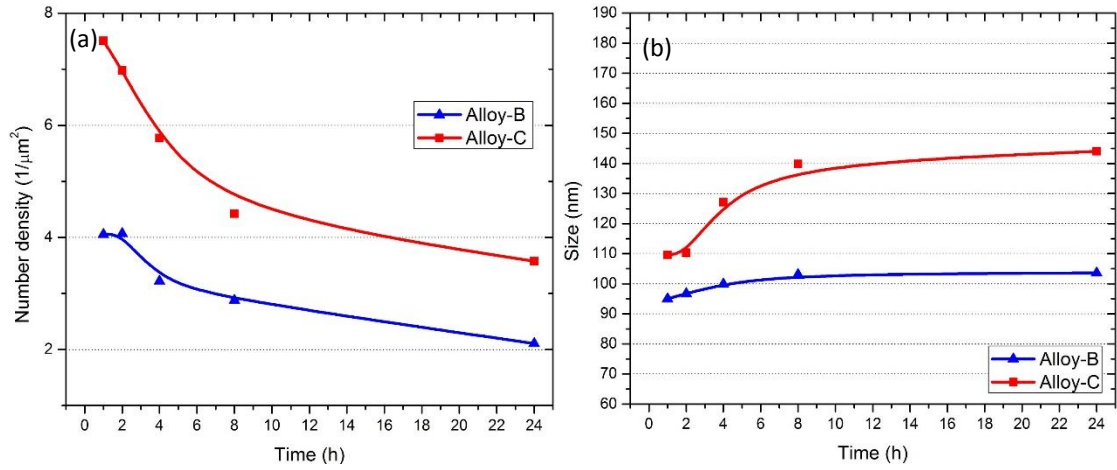 (a)
8
6
4
2
Number density (1/μm²)
Alloy-B
Alloy-C
0 2 4 6 8 10 12 14 16 18 20 22 24
Time (h)
(b)
190
180
170
160
150
140
130
120
110
100
90
80
70
60
Size (nm)
Alloy-B
Alloy-C
0 2 4 6 8 10 12 14 16 18 20 22 24
Time (h)